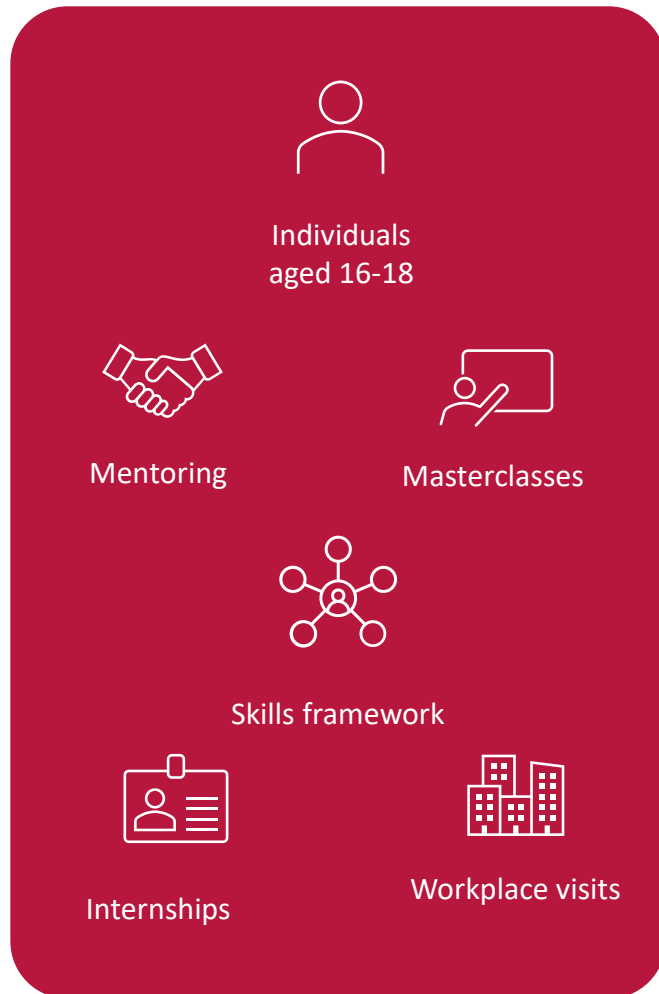 Individuals
aged 16-18
Mentoring
Masterclasses
Skills framework
Internships
Workplace visits